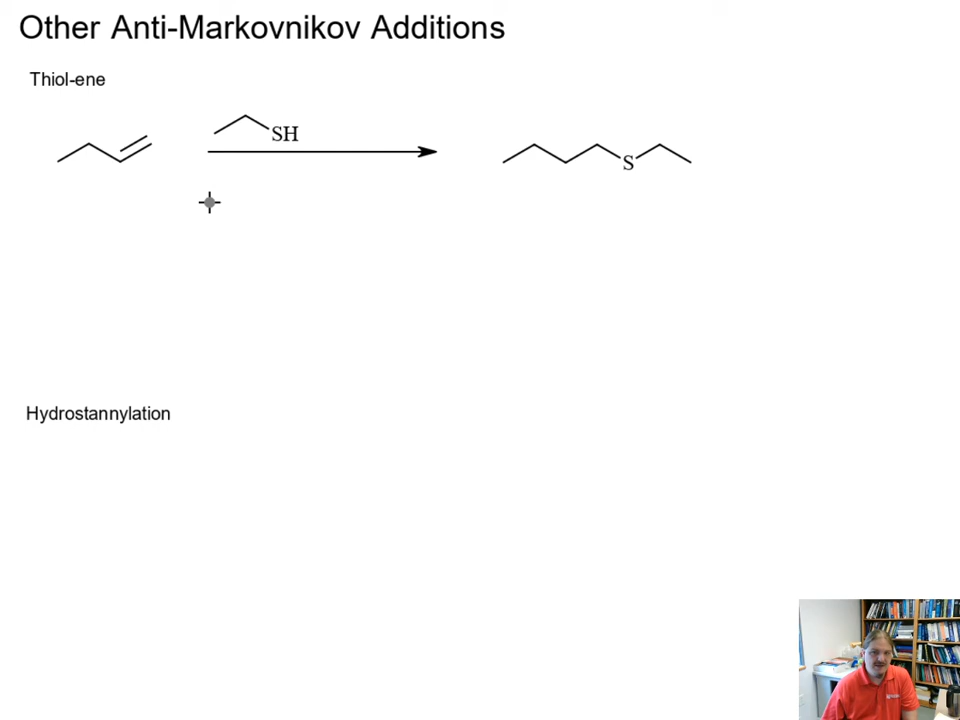 Other Anti-Markovnikov Additions
Thiol-ene
SH
S
Hydrostannylation